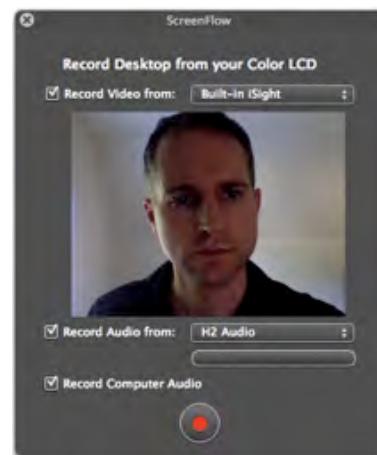 ScreenFlow
Record Desktop from your Color LCD
Record Video from: Built-in iSight
Record Audio from: H2 Audio
Record Computer Audio